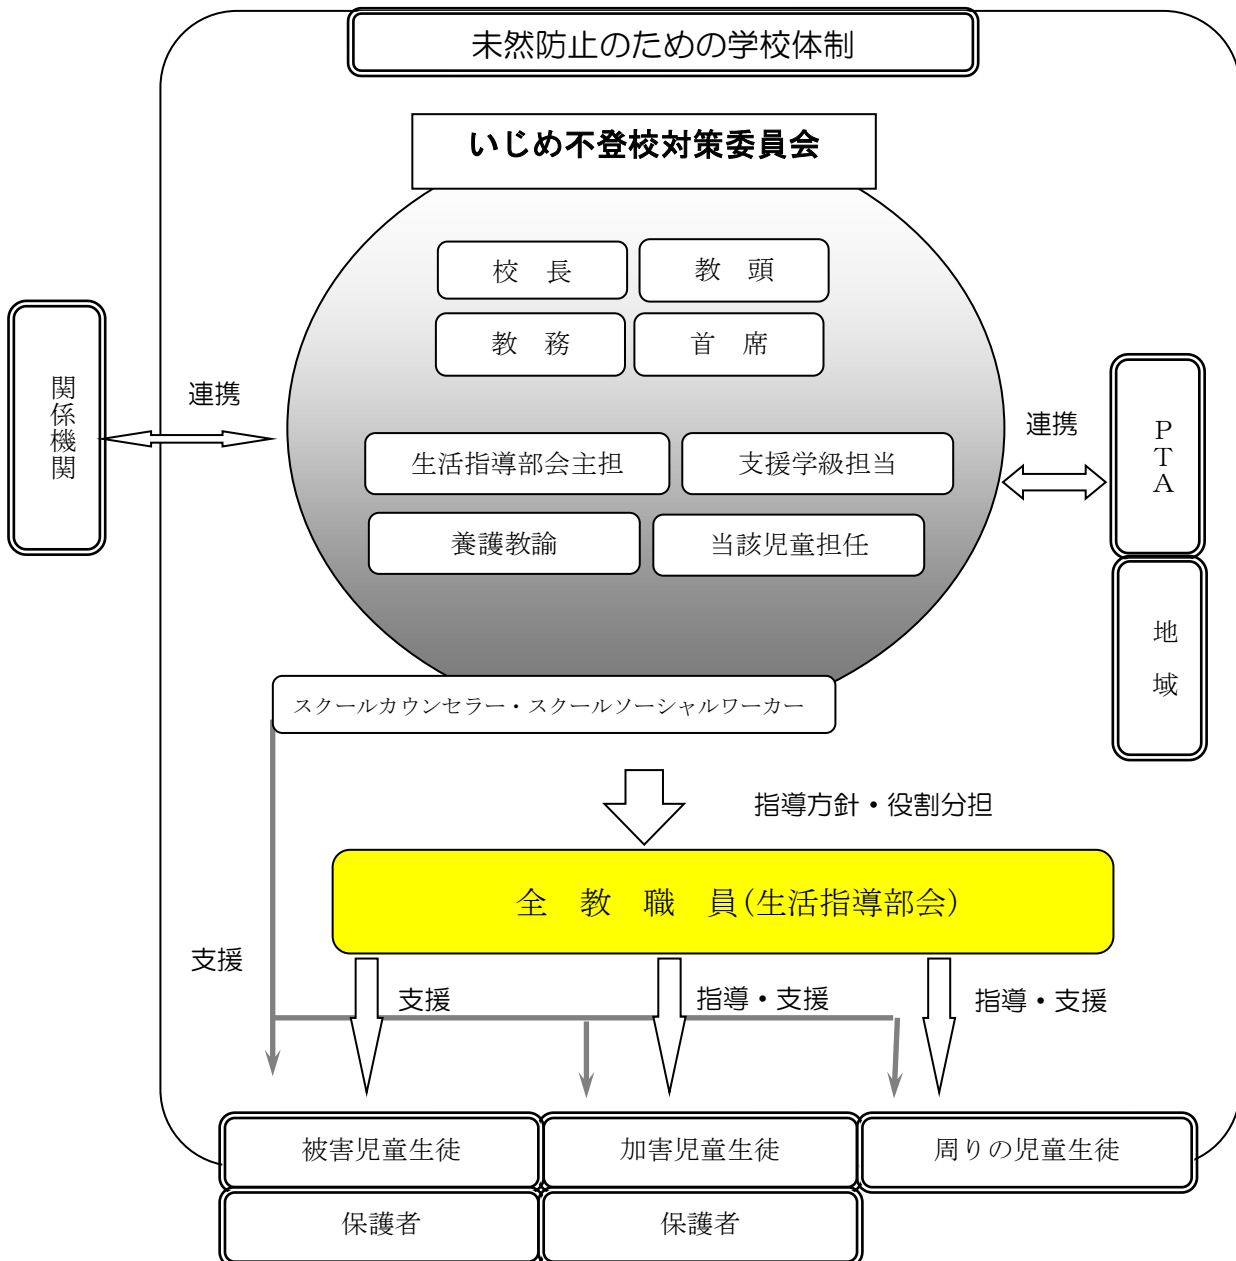 未然防止のための学校体制
いじめ不登校対策委員会
校　長
教　頭
教　務
首　席
関係機関
連携
生活指導部会主担
支援学級担当
連携
PTA
養護教諭
当該児童担任
地域
スクールカウンセラー・スクールソーシャルワーカー
指導方針・役割分担
全　教　職　員(生活指導部会)
支援
支援
指導・支援
指導・支援
被害児童生徒
加害児童生徒
周りの児童生徒
保護者
保護者